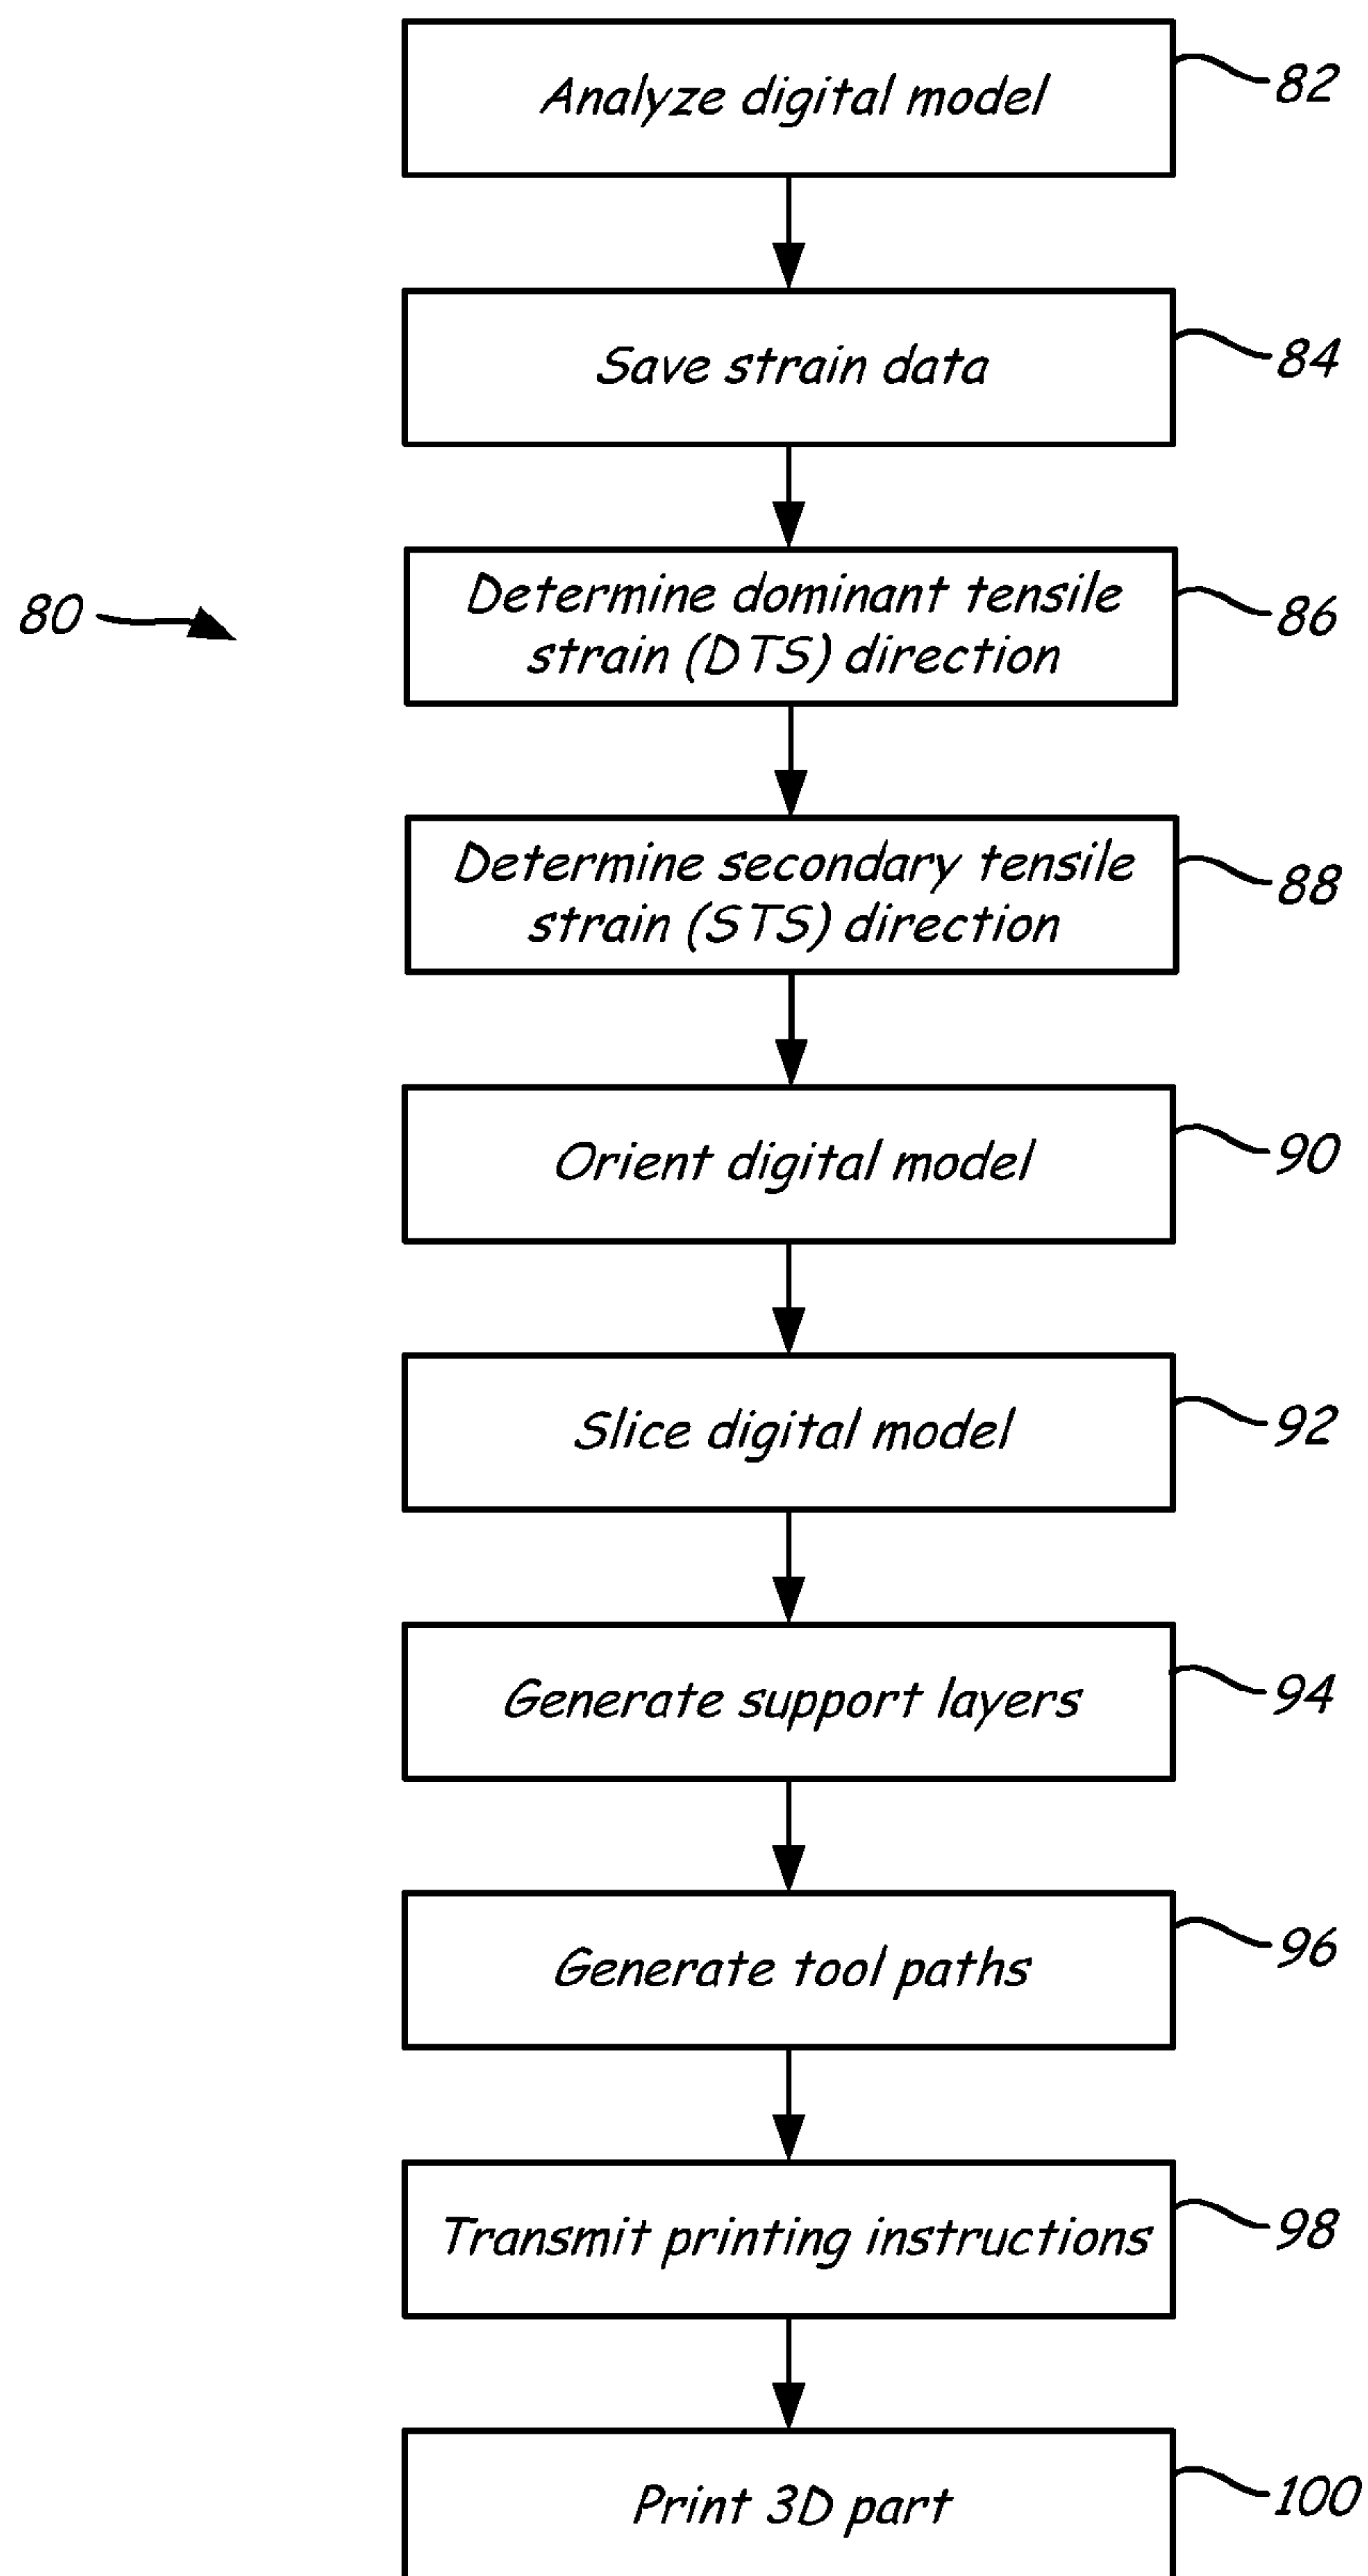 Analyze digital model
82
Save strain data
84
80
Determine dominant tensile
strain (DTS) direction
86
Determine secondary tensile
strain (STS) direction
88
Orient digital model
90
Slice digital model
92
Generate support layers
94
Generate tool paths
96
Transmit printing instructions
98
Print 3D part
100